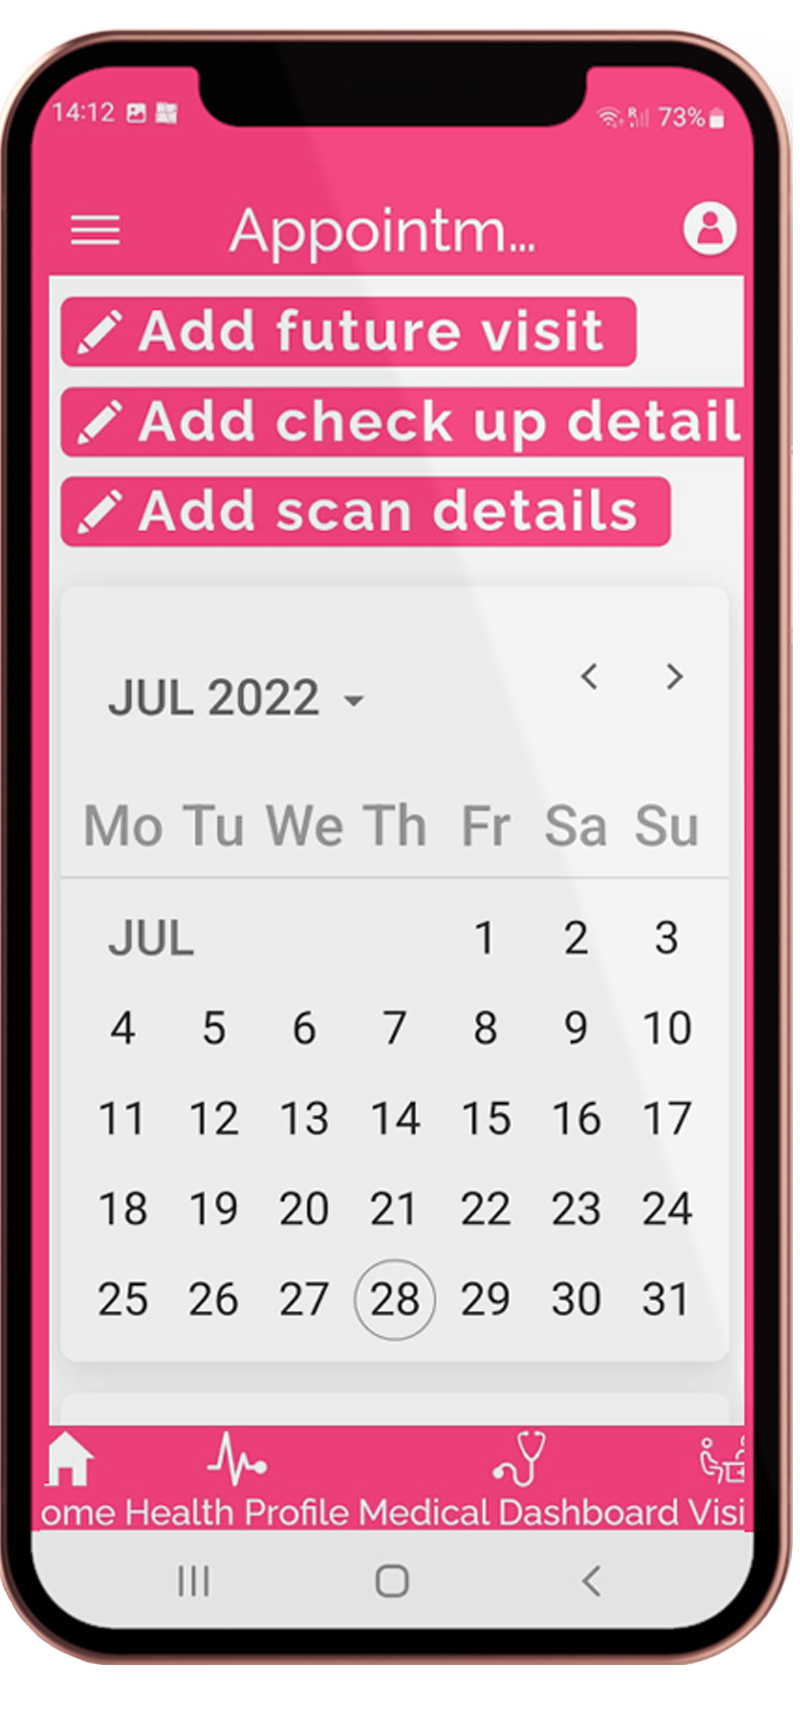 14:12 R 73%
Appointm...
Add future visit
Add check up detail
Add scan details
JUL 2022
Mo Tu We Th Fr Sa Su
JUL 1 2 3
4 5 6 7 8 9 10
11 12 13 14 15 16 17
18 19 20 21 22 23 24
25 26 27 28 29 30 31
ome Health Profile Medical Dashboard Visi